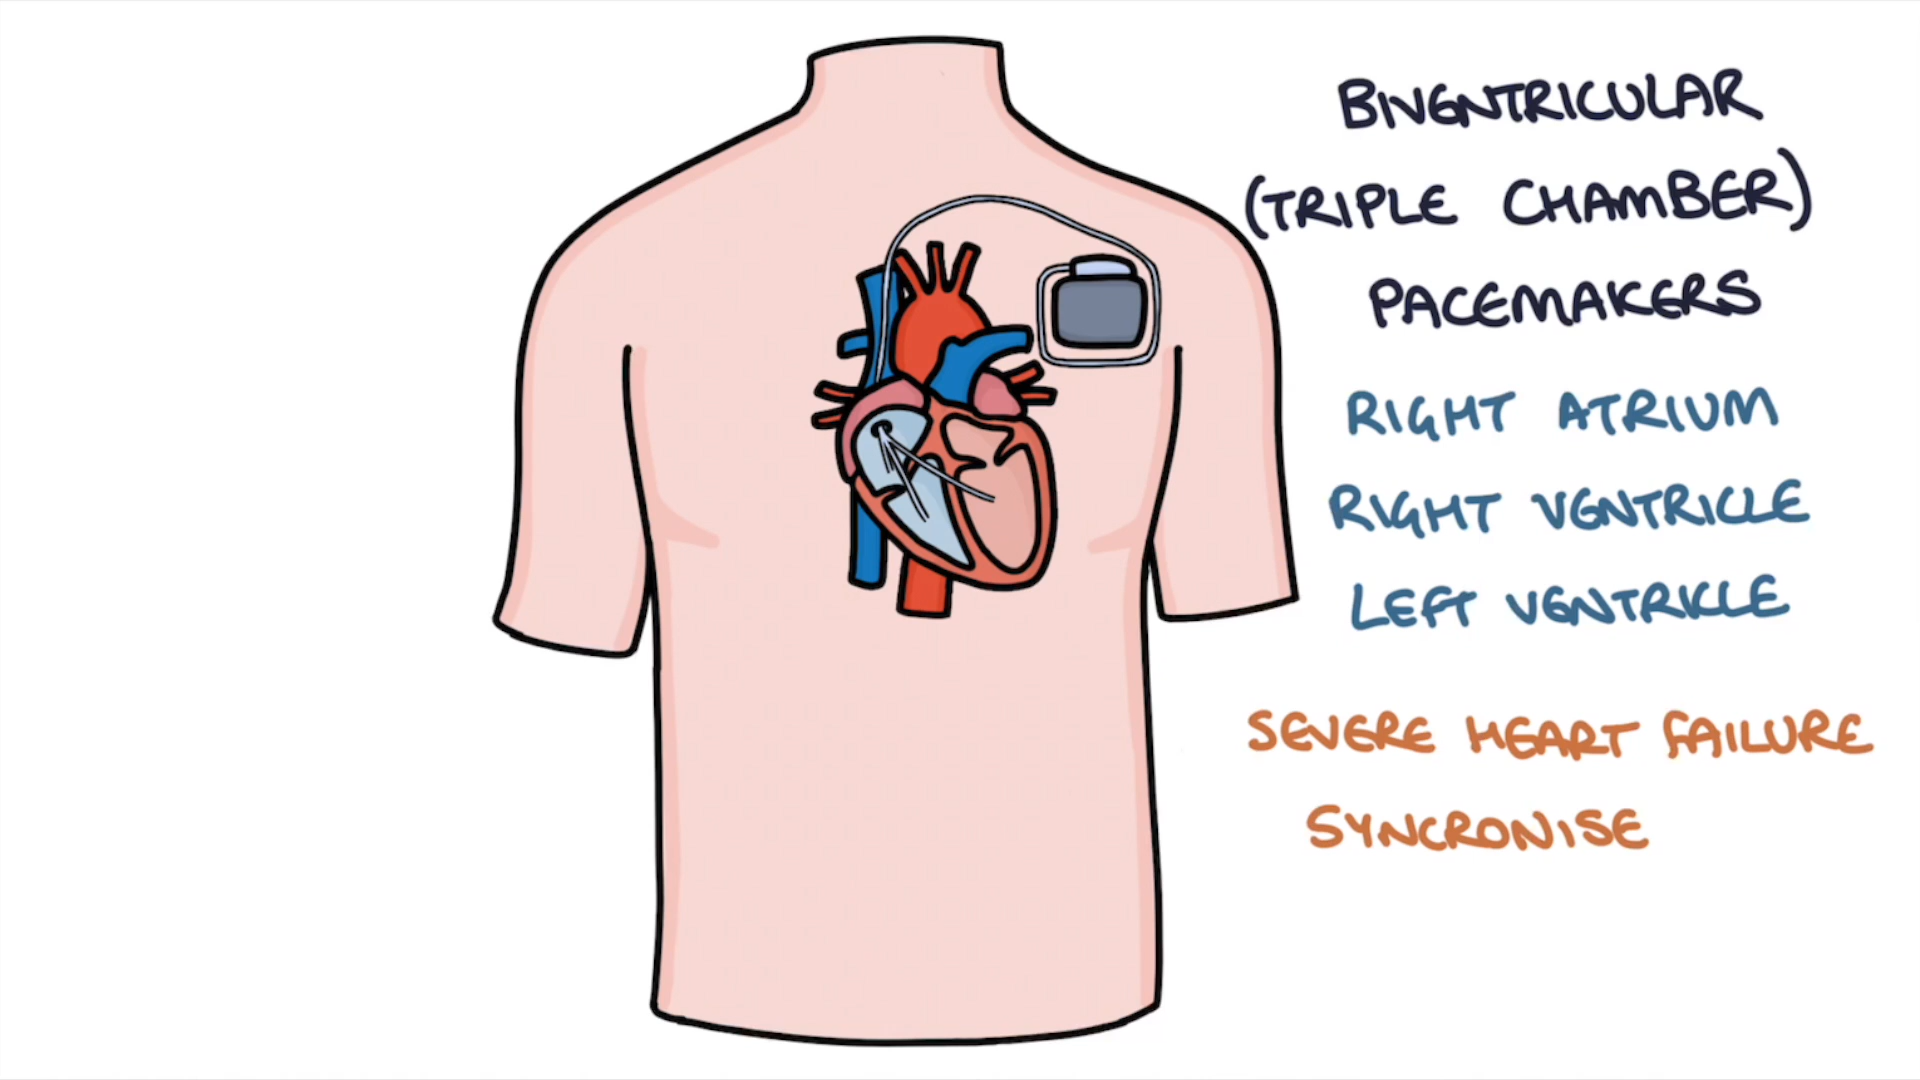 BIVENTRICULAR
(TRIPLE CHAMBER)
PACEMAKERS
RIGHT ATRIUM
RIGHT VENTRICLE
LEFT VENTRICLE
SEVERE HEART FAILURE
SYNCRONISE